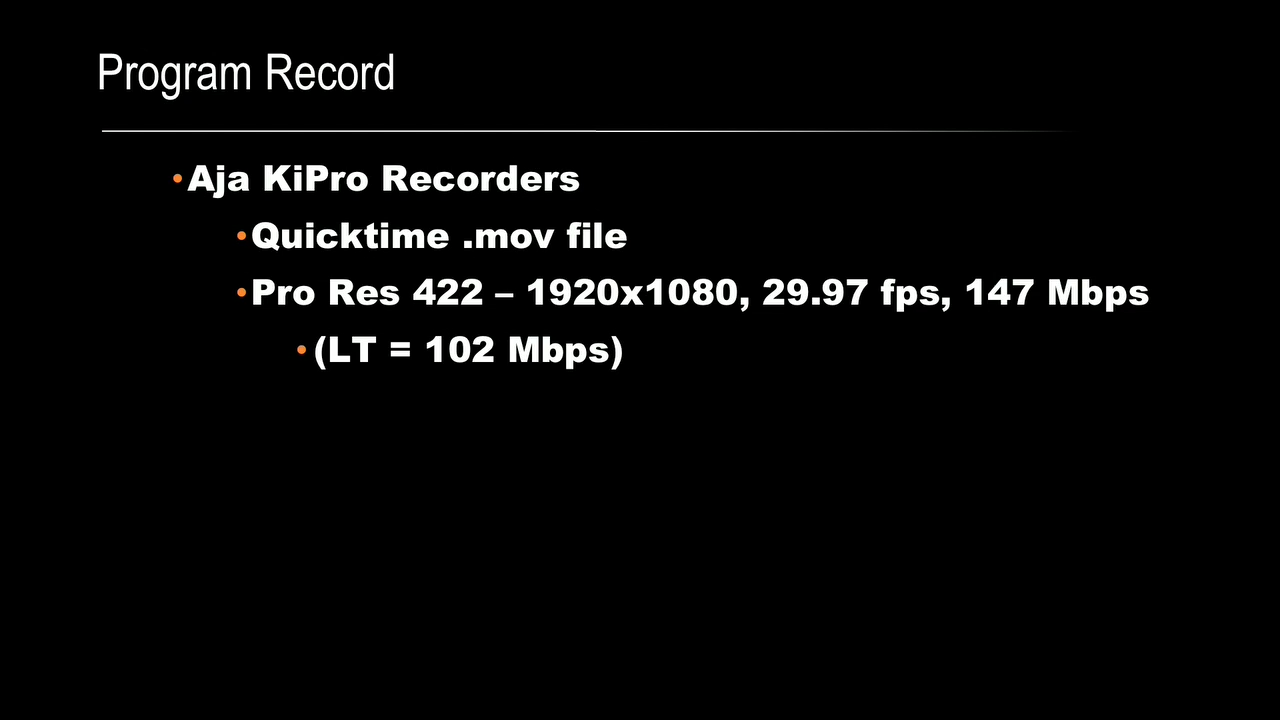 Program Record
•Aja KiPro Recorders
•Quicktime .mov file
•Pro Res 422 – 1920x1080, 29.97 fps, 147 Mbps
•(LT = 102 Mbps)